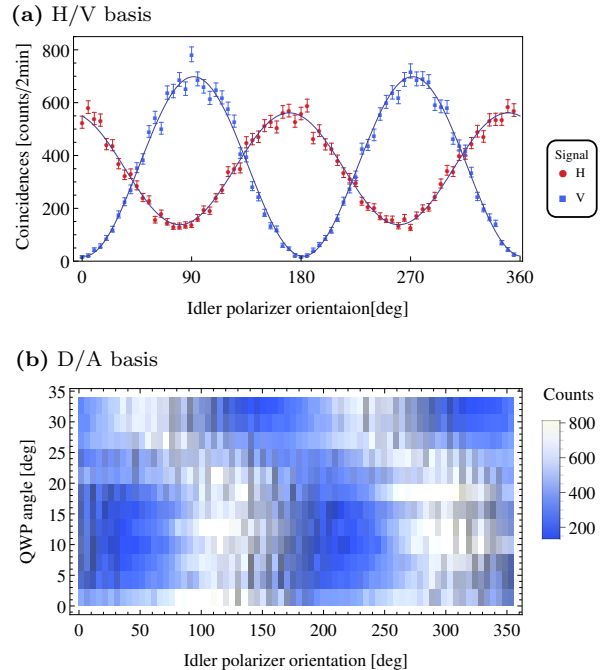 (a) H/V basis
Coincidences [counts/2min]
800
600
400
200
0
0 90 180 270 360
Idler polarizer orientaion[deg]
Signal
H
V
(b) D/A basis
QWP angle [deg]
35
30
25
20
15
10
5
0
0 50 100 150 200 250 300 350
Idler polarizer orientation [deg]
Counts
800
600
400
200